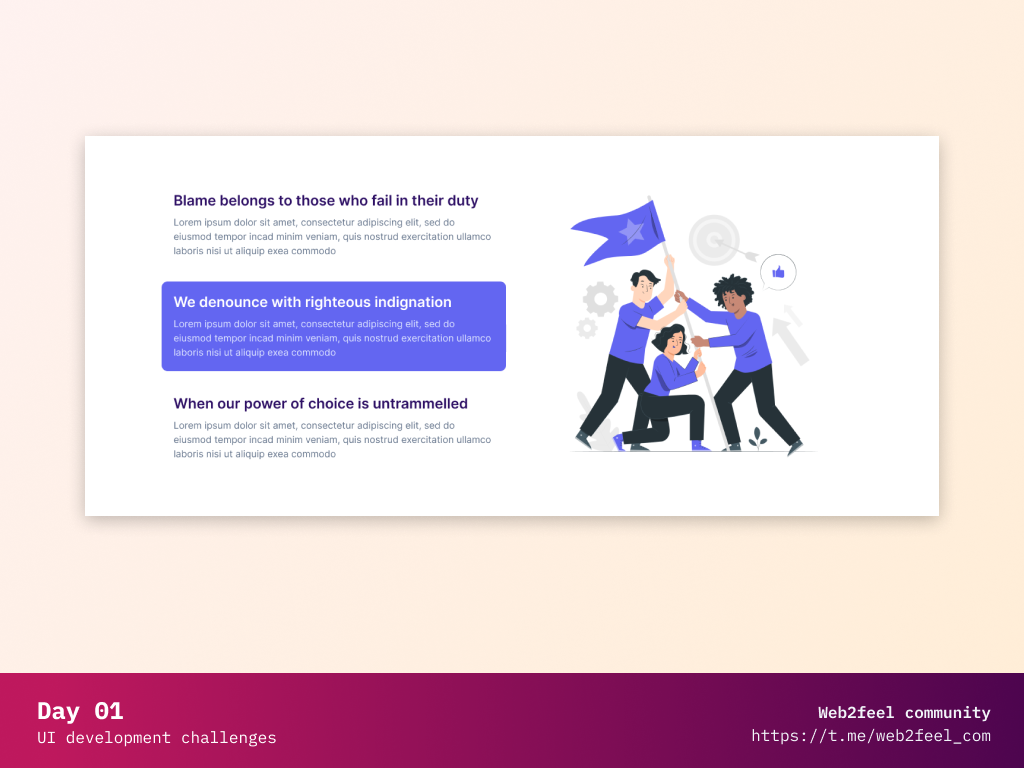 Blame belongs to those who fail in their duty
Lorem ipsum dolor sit amet, consectetur adipiscing elit, sed do
eiusmod tempor incad minim veniam, quis nostrud exercitation ullamco
laboris nisi ut aliquip exea commodo
We denounce with righteous indignation
Lorem ipsum dolor sit amet, consectetur adipiscing elit, sed do
eiusmod tempor incad minim veniam, quis nostrud exercitation ullamco
laboris nisi ut aliquip exea commodo
When our power of choice is untrammelled
Lorem ipsum dolor sit amet, consectetur adipiscing elit, sed do
eiusmod tempor incad minim veniam, quis nostrud exercitation ullamco
laboris nisi ut aliquip exea commodo
Day 01
UI development challenges
Web2feel community
https://t.me/web2feel_com